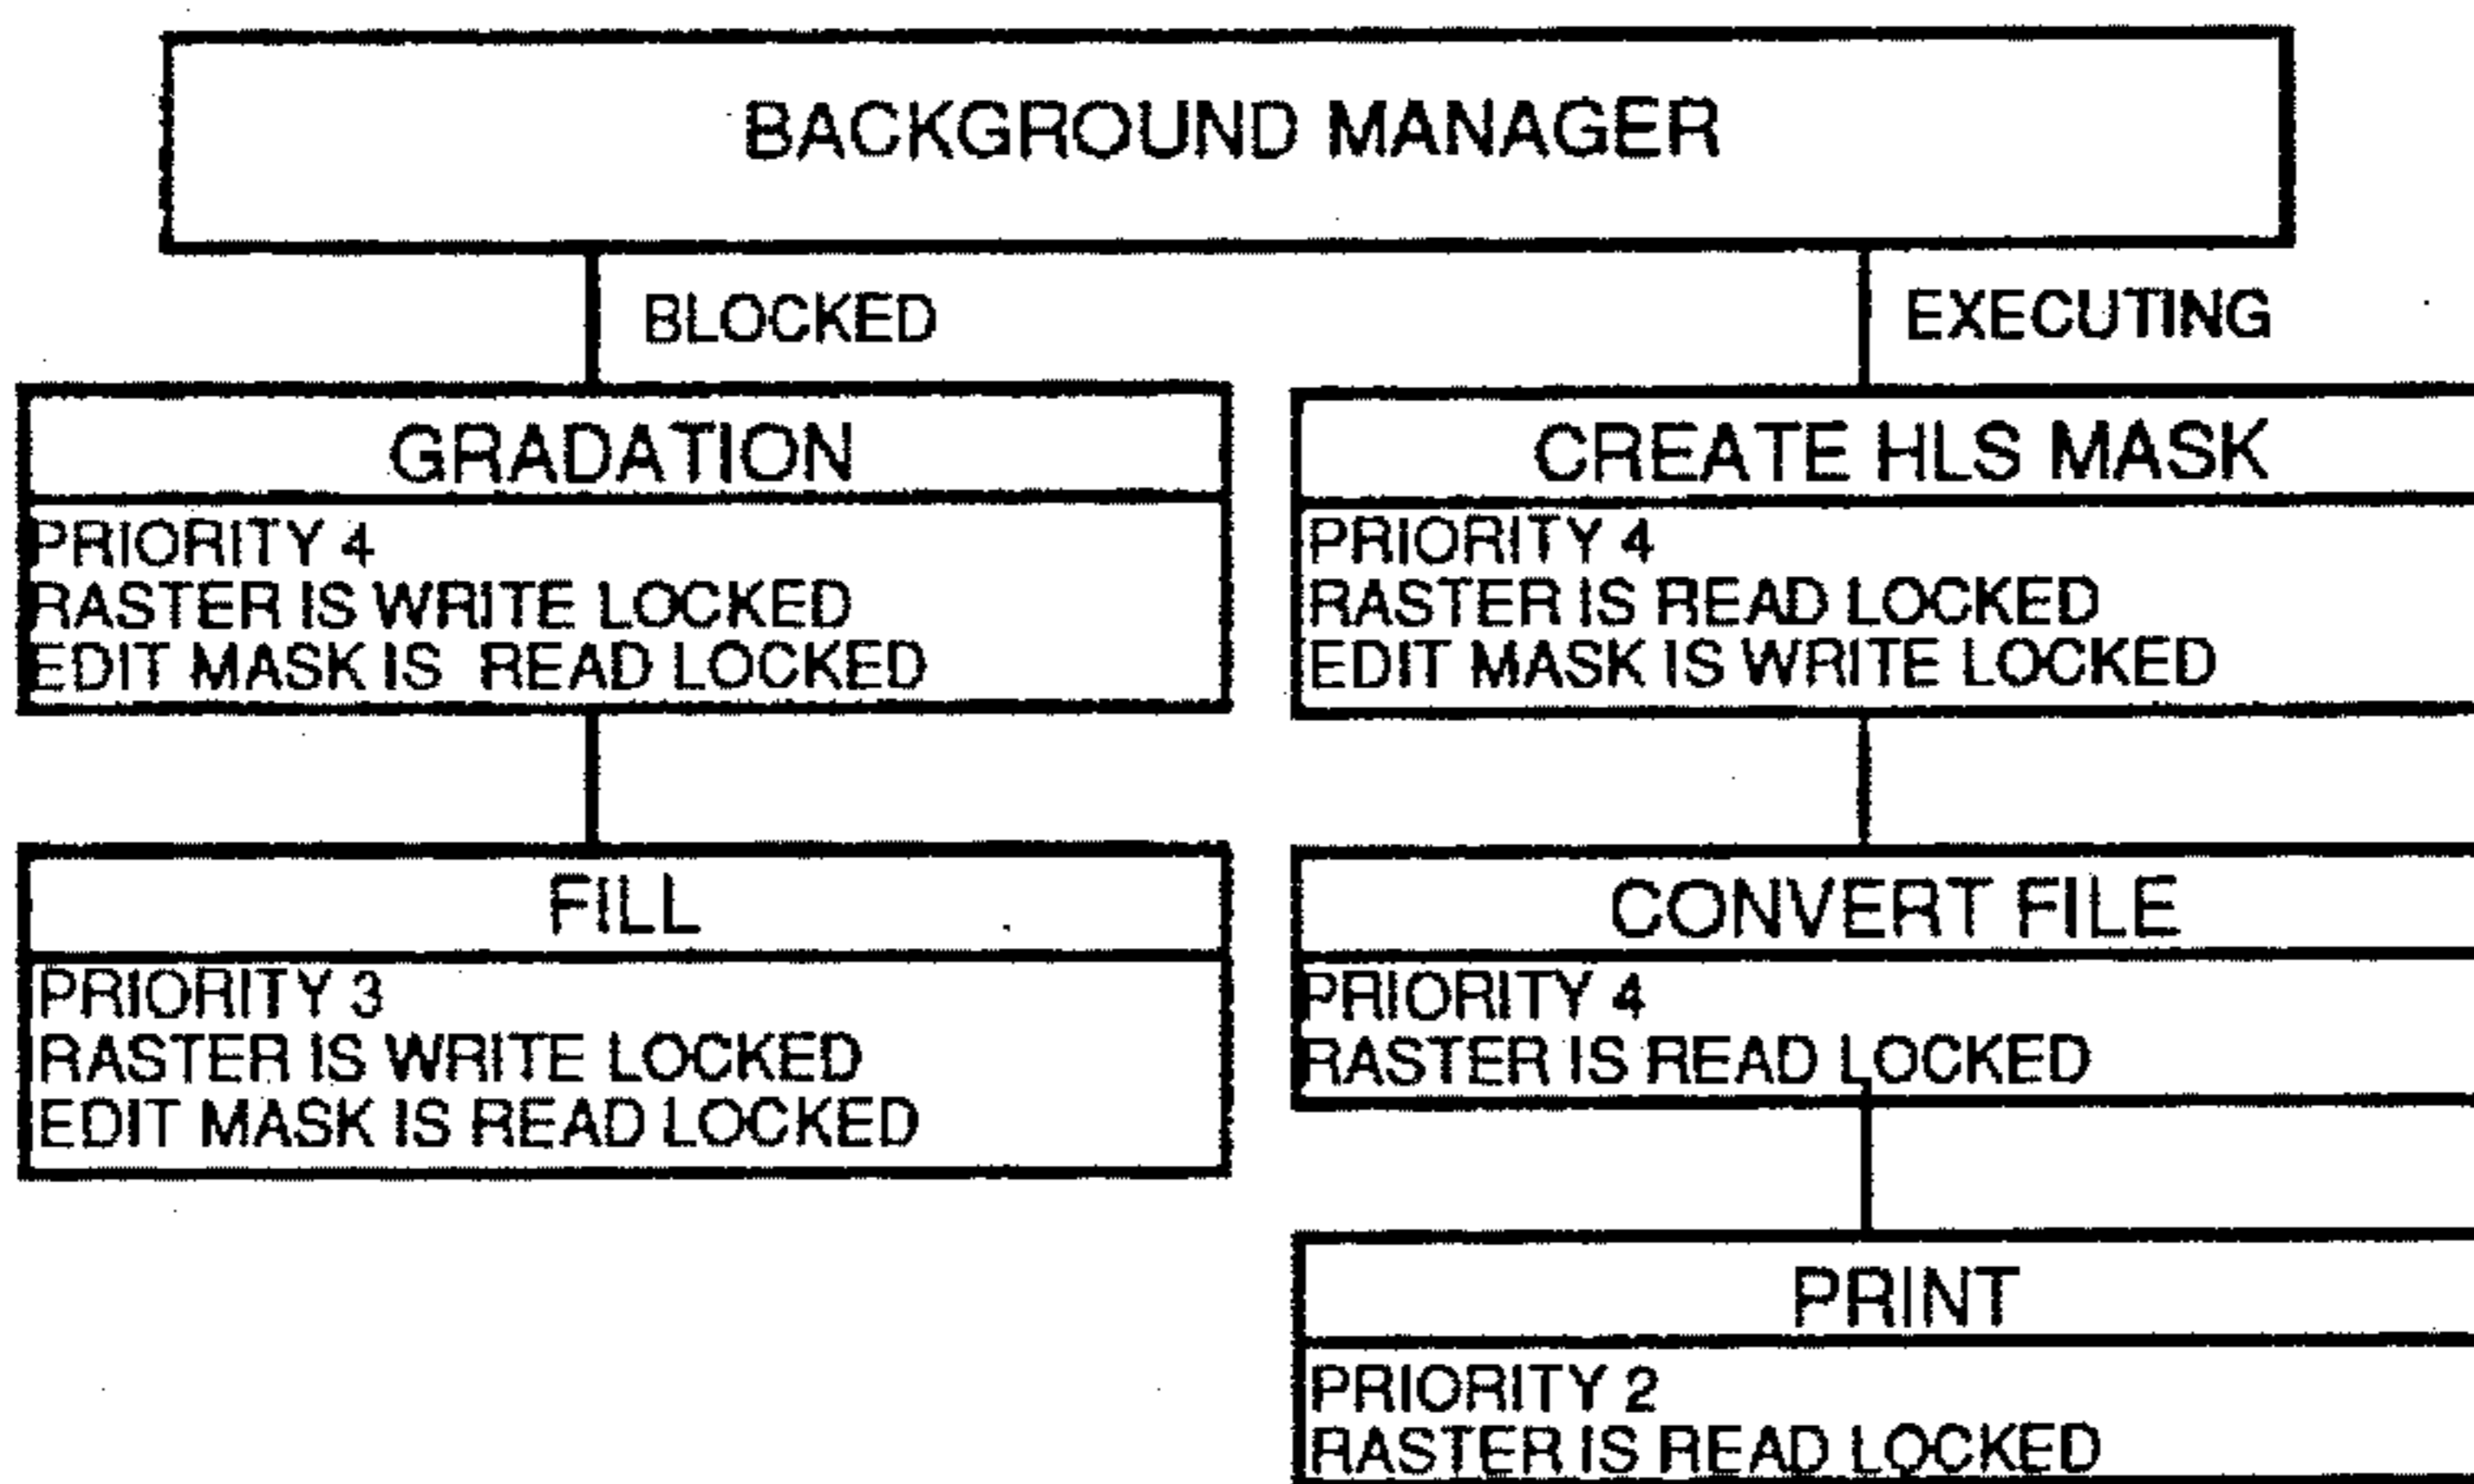 BACKGROUND MANAGER
BLOCKED
EXECUTING
GRADATION
PRIORITY 4
RASTER IS WRITE LOCKED
EDIT MASK IS READ LOCKED
CREATE HLS MASK
PRIORITY 4
RASTER IS READ LOCKED
EDIT MASK IS WRITE LOCKED
FILL
PRIORITY 3
RASTER IS WRITE LOCKED
EDIT MASK IS READ LOCKED
CONVERT FILE
PRIORITY 4
RASTER IS READ LOCKED
PRINT
PRIORITY 2
RASTER IS READ LOCKED